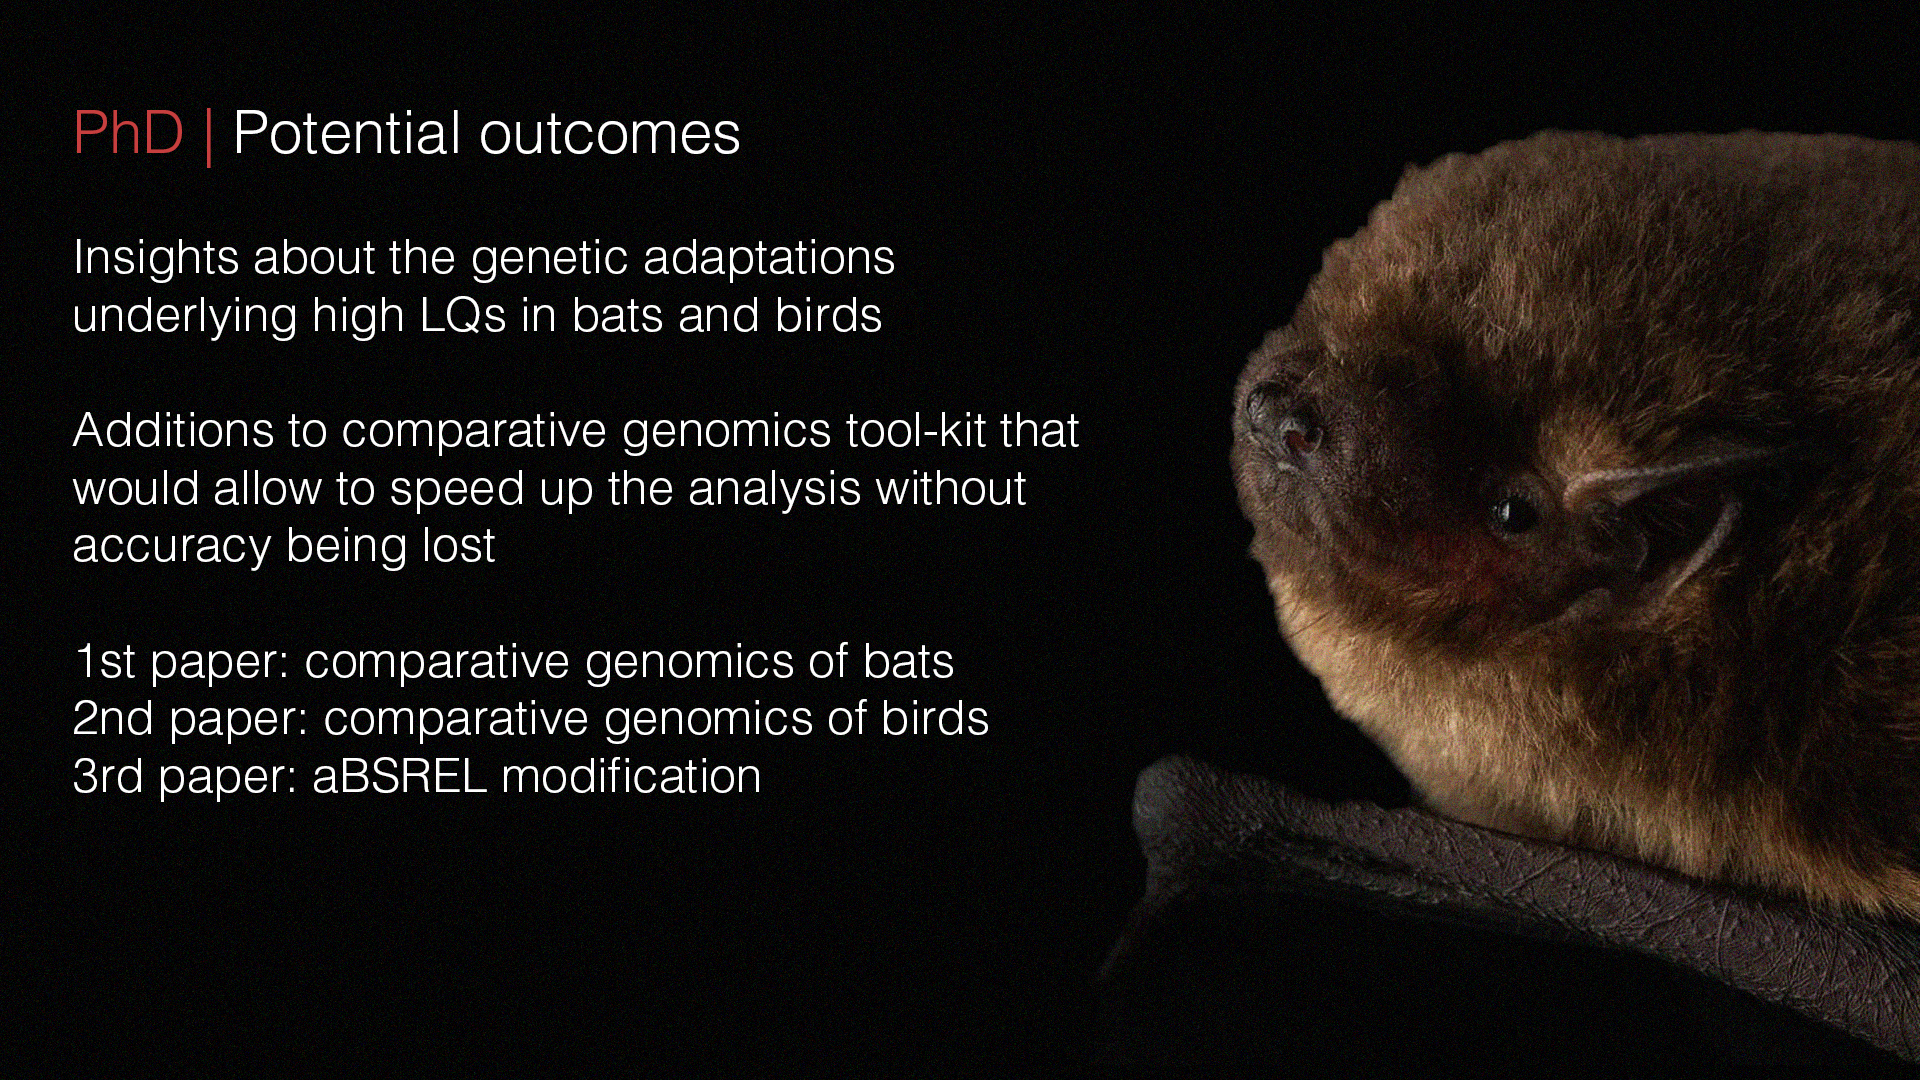 PhD | Potential outcomes
Insights about the genetic adaptations
underlying high LQs in bats and birds
Additions to comparative genomics tool-kit that
would allow to speed up the analysis without
accuracy being lost
1st paper: comparative genomics of bats
2nd paper: comparative genomics of birds
3rd paper: aBSREL modification